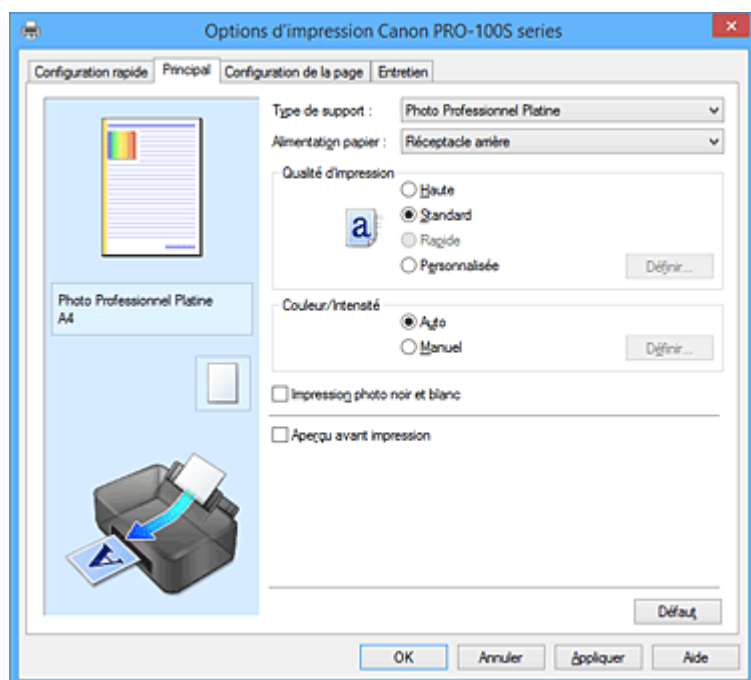 Options d'impression Canon PRO-100S series
Configuration rapide Principal Configuration de la page Entretien
Type de support : Photo Professionnel Platine
Alimentation papier : Réceptacle arrière
Qualité d'impression
Haute
Standard
Rapide
Personnalisée Définir...
Couleur/Intensité
Auto
Manuel Définir...
Impression photo noir et blanc
Aperçu avant impression
Photo Professionnel Platine
A4
Défaut
OK Annuler Appliquer Aide